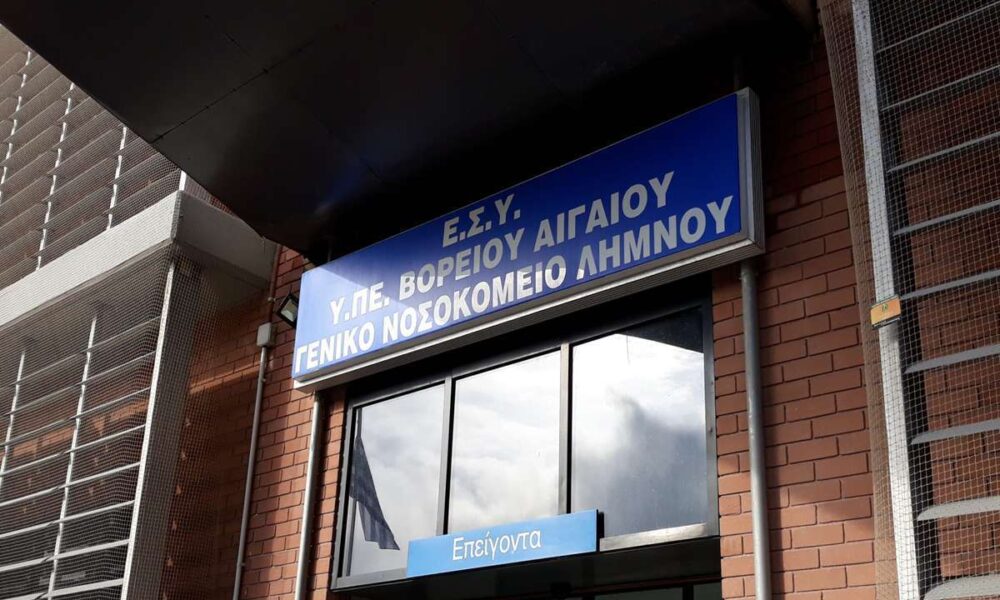 Ε.Σ.Υ.
Υ.ΠΕ. ΒΟΡΕΙΟΥ ΑΙΓΑΙΟΥ
ΓΕΝΙΚΟ ΝΟΣΟΚΟΜΕΙΟ ΛΗΜΝΟΥ
Επείγοντα